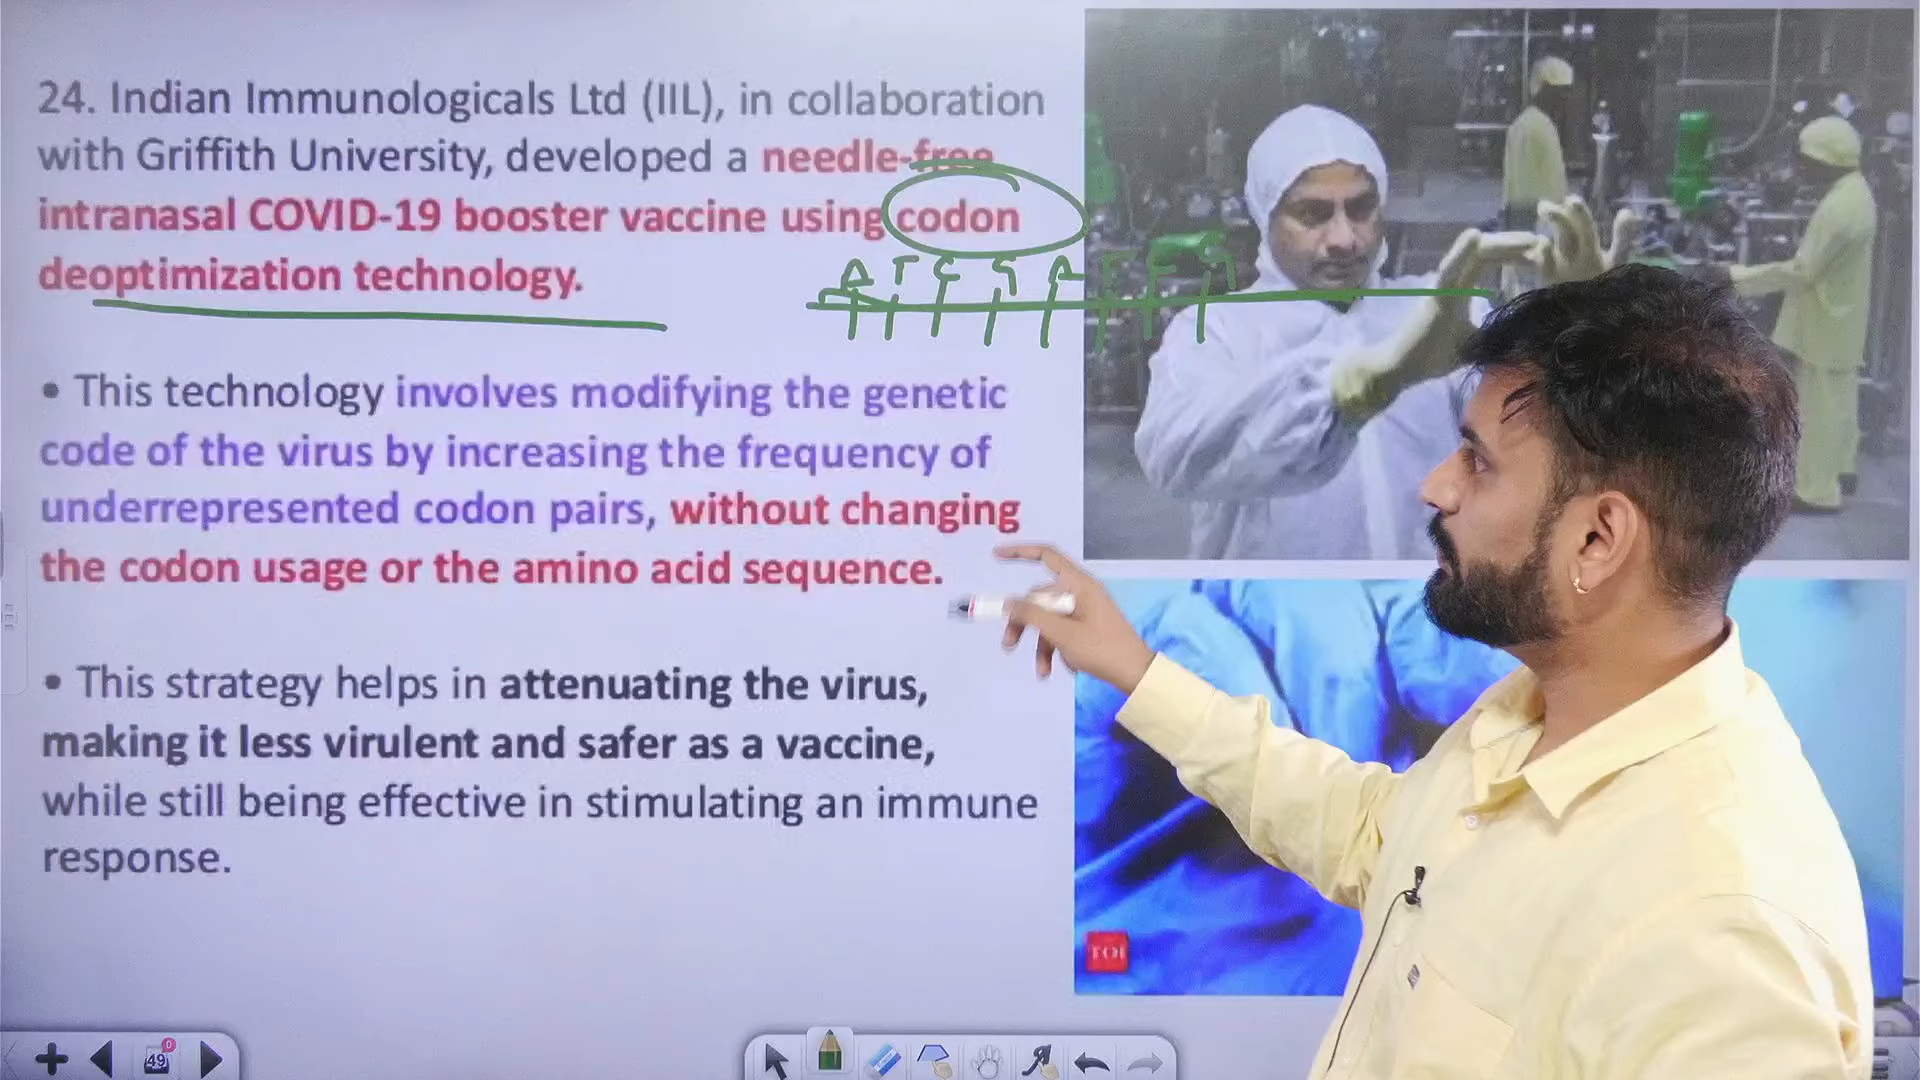 24. Indian Immunologicals Ltd (IIL), in collaboration
with Griffith University, developed a needle-free
intranasal COVID-19 booster vaccine using codon
deoptimization technology.
A T C G A T C G
• This technology involves modifying the genetic
code of the virus by increasing the frequency of
underrepresented codon pairs, without changing
the codon usage or the amino acid sequence.
• This strategy helps in attenuating the virus,
making it less virulent and safer as a vaccine,
while still being effective in stimulating an immune
response.
TOI
49
0